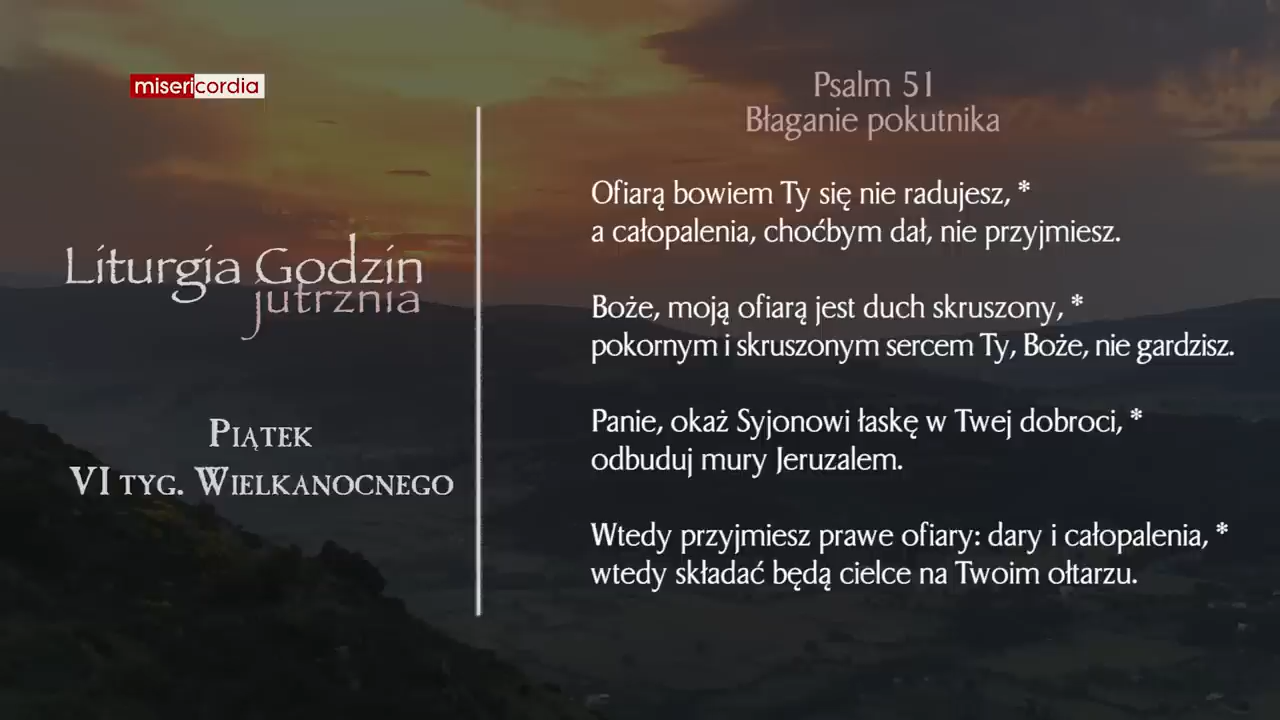 misericordia
Liturgia Godzin
jutrznia
Piątek
VI tyg. Wielkanocnego
Psalm 51
Błaganie pokutnika
Ofiarą bowiem Ty się nie radujesz, *
a całopalenia, choćbym dał, nie przyjmiesz.
Boże, moją ofiarą jest duch skruszony, *
pokornym i skruszonym sercem Ty, Boże, nie gardzisz.
Panie, okaż Syjonowi łaskę w Twej dobroci, *
odbuduj mury Jeruzalem.
Wtedy przyjmiesz prawe ofiary: dary i całopalenia, *
wtedy składać będą cielce na Twoim ołtarzu.